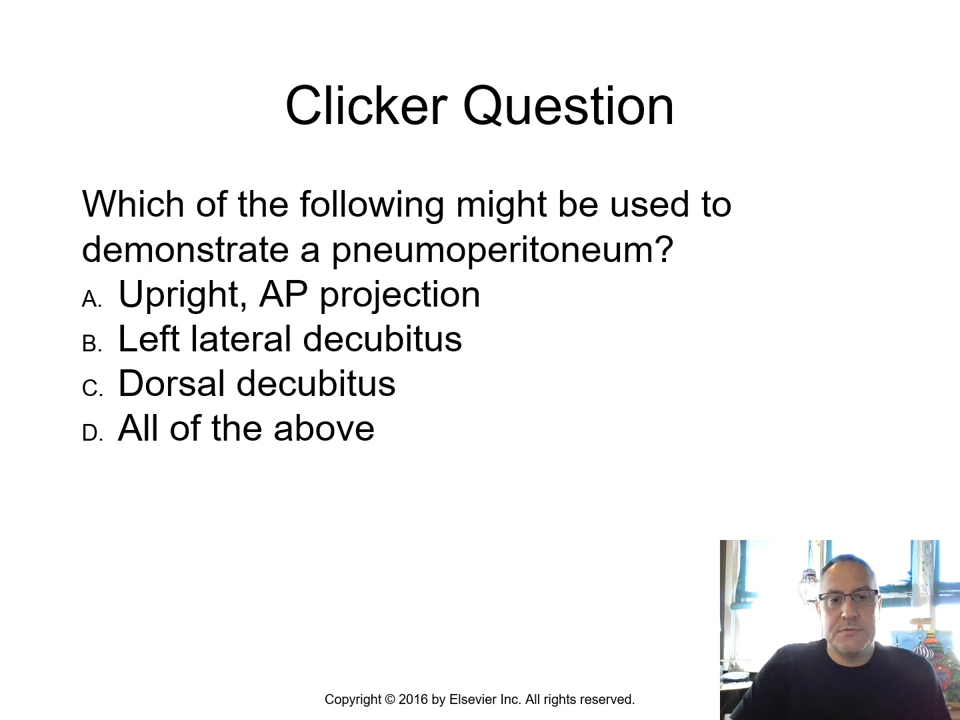 Clicker Question
Which of the following might be used to
demonstrate a pneumoperitoneum?
A. Upright, AP projection
B. Left lateral decubitus
C. Dorsal decubitus
D. All of the above
Copyright © 2016 by Elsevier Inc. All rights reserved.